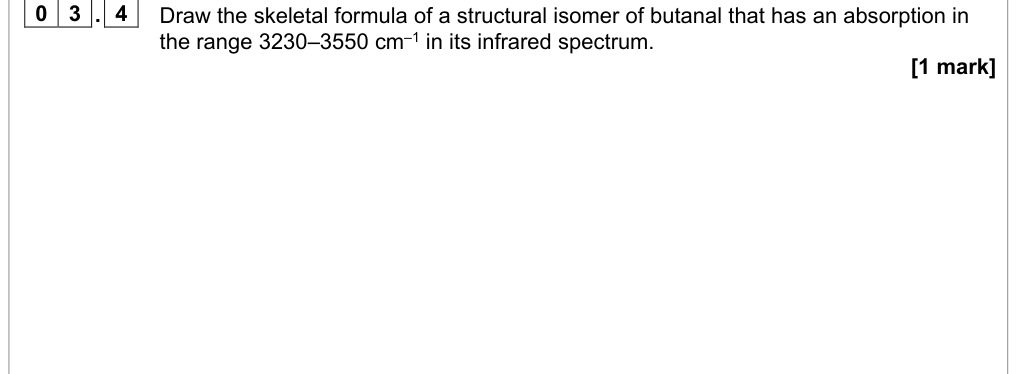 0 3 . 4 Draw the skeletal formula of a structural isomer of butanal that has an absorption in
the range 3230–3550 cm⁻¹ in its infrared spectrum.
[1 mark]